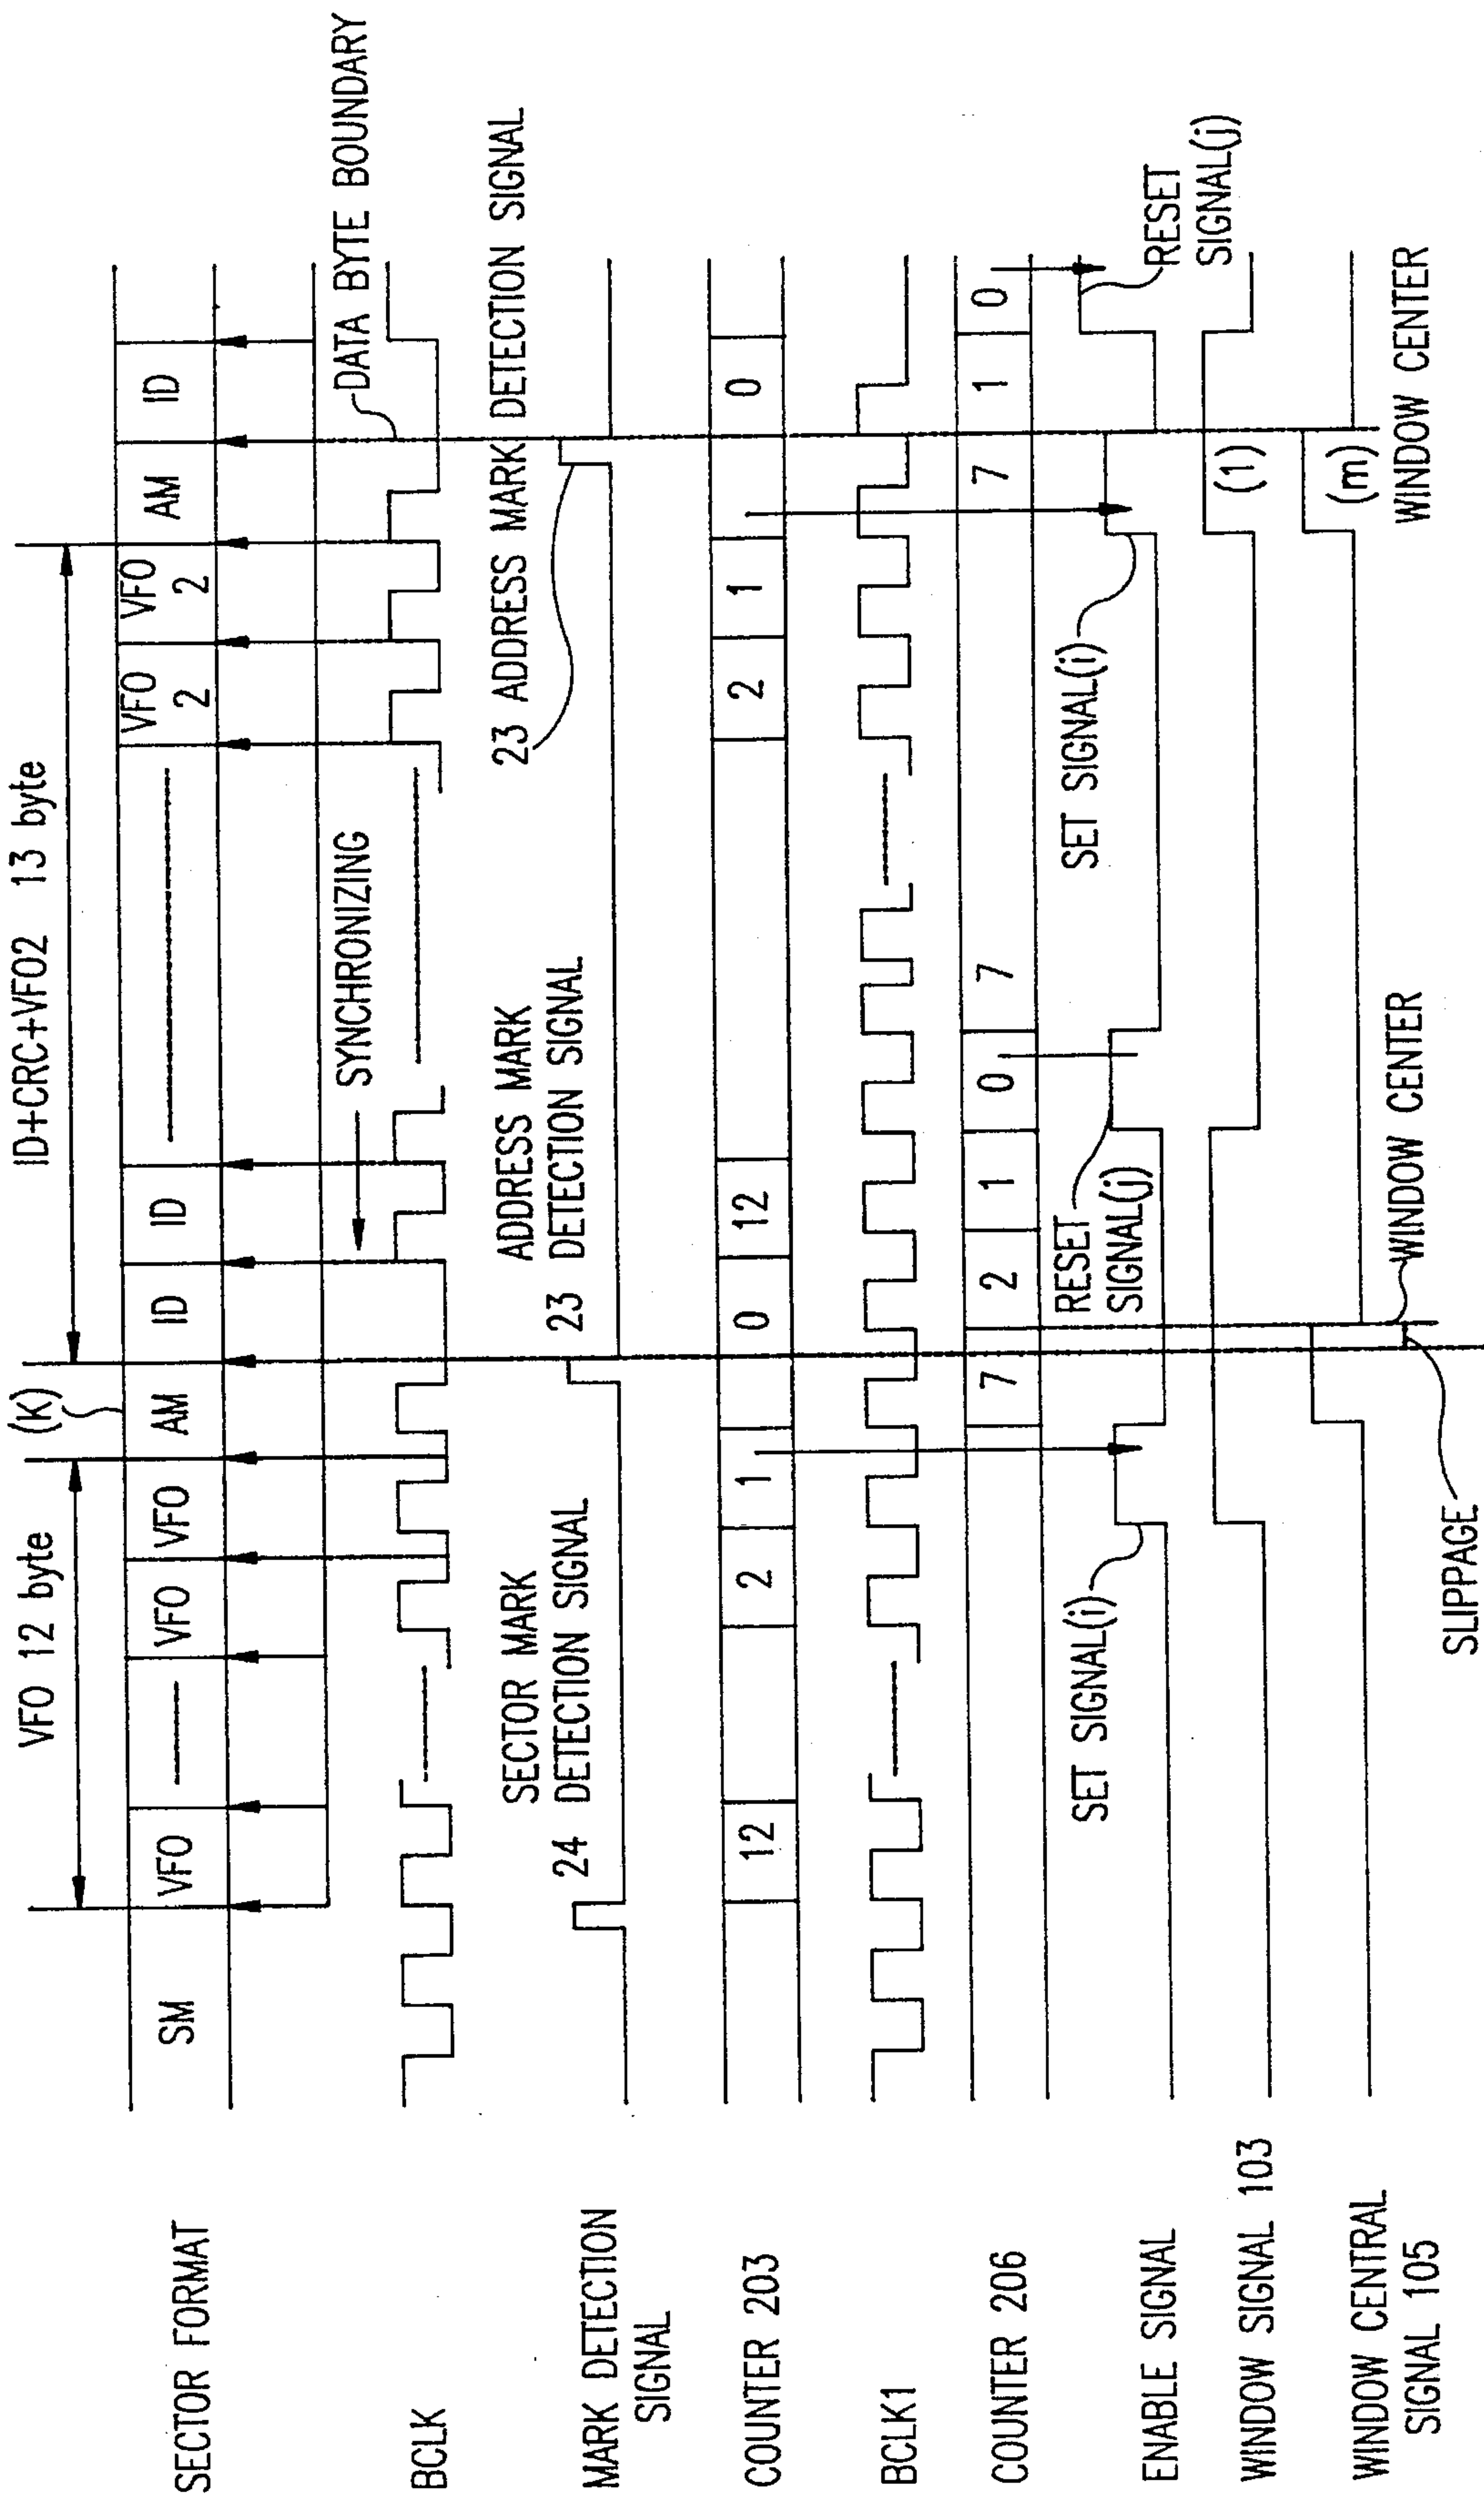 VFO 12 byte
(K)
ID+CRC+VFO2 13 byte
SECTOR FORMAT
SM
VFO
VFO
VFO
AM
ID
ID
VFO
2
VFO
2
AM
ID
SYNCHRONIZING
DATA BYTE BOUNDARY
BCLK
SECTOR MARK
24 DETECTION SIGNAL
ADDRESS MARK
23 DETECTION SIGNAL
23 ADDRESS MARK DETECTION SIGNAL
MARK DETECTION
SIGNAL
COUNTER 203
12
2
1
0
12
2
1
0
BCLK1
COUNTER 206
7
2
1
0
7
7
1
0
SET SIGNAL(i)
RESET
SIGNAL(j)
SET SIGNAL(i)
RESET
SIGNAL(j)
ENABLE SIGNAL
WINDOW SIGNAL 103
(1)
WINDOW CENTRAL
SIGNAL 105
(m)
WINDOW CENTER
WINDOW CENTER
SLIPPAGE